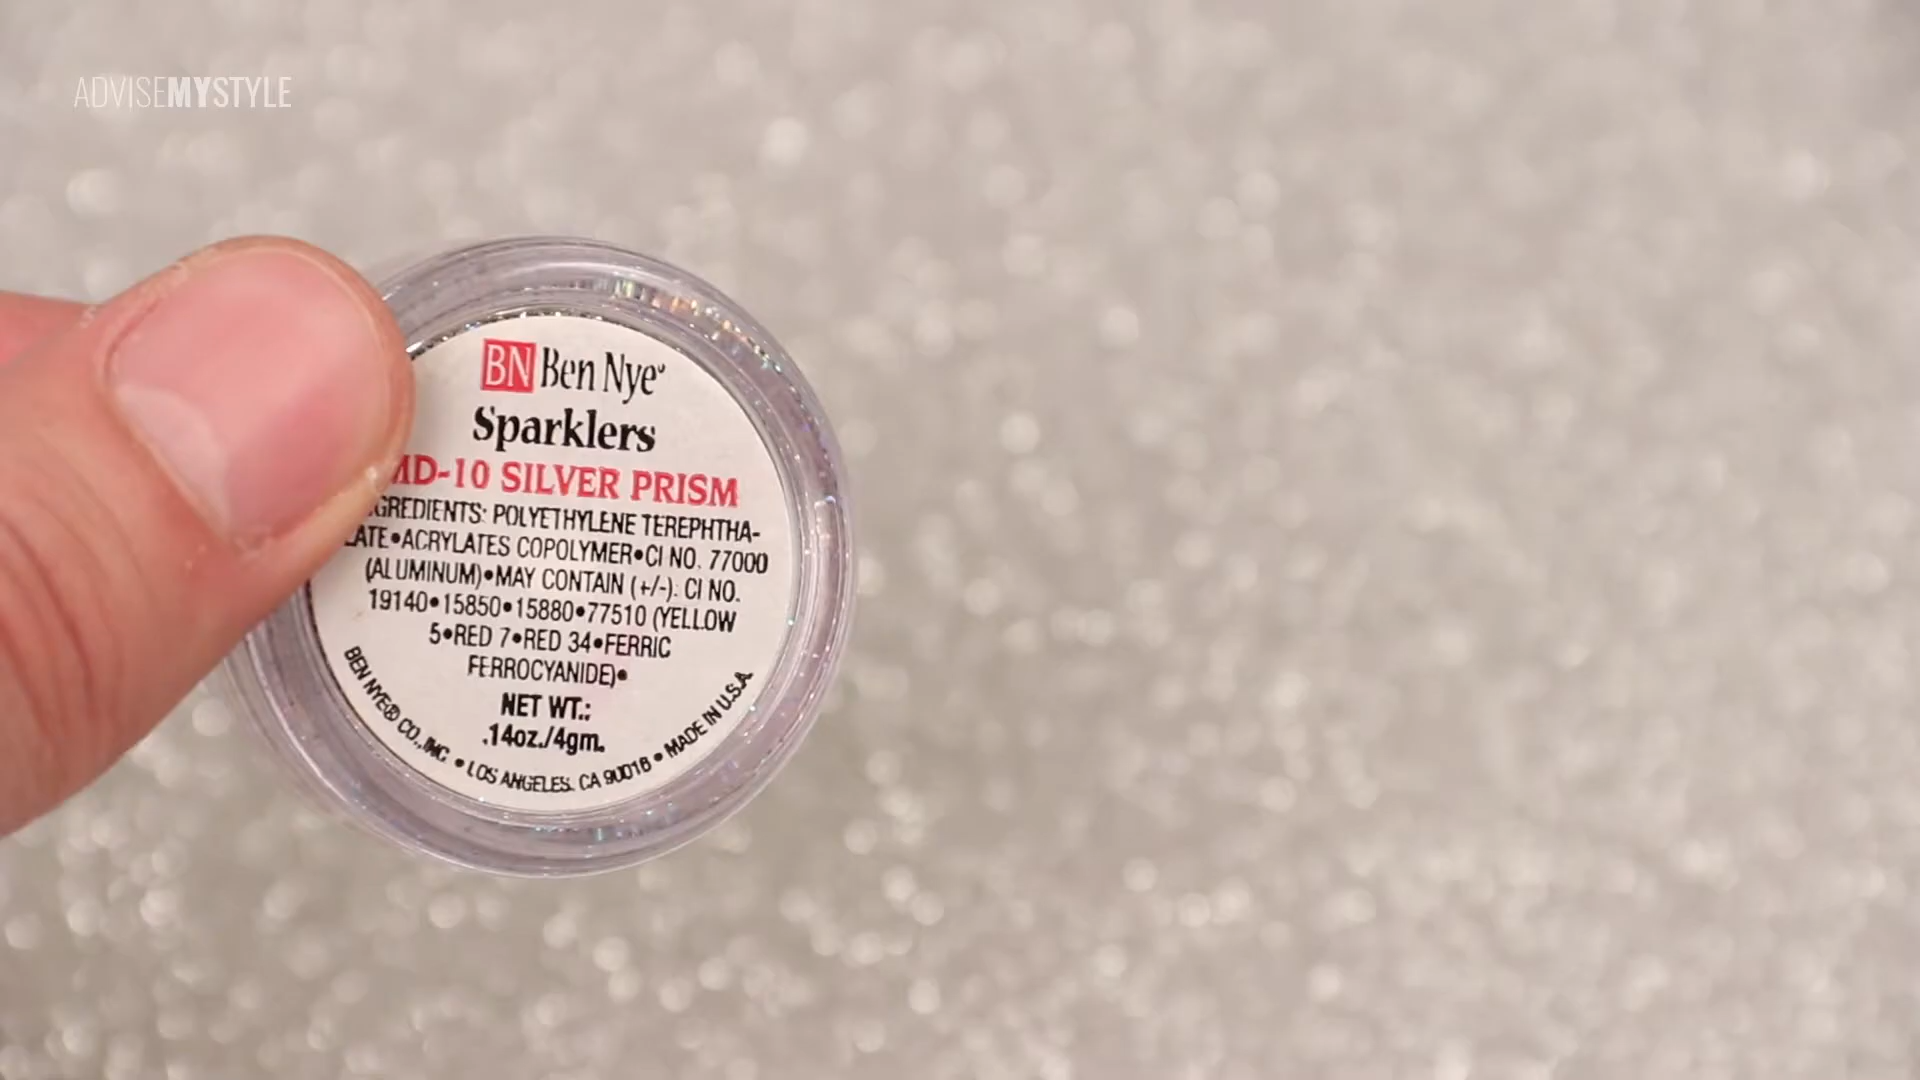 ADVISEMYSTYLE
BN Ben Nye®
Sparklers
MD-10 SILVER PRISM
GREDIENTS: POLYETHYLENE TEREPHTHA-
LATE•ACRYLATES COPOLYMER•CI NO. 77000
(ALUMINUM)•MAY CONTAIN (+/-): CI NO.
19140•15850•15880•77510 (YELLOW
5•RED 7•RED 34•FERRIC
FERROCYANIDE)•
NET WT.:
.14oz./4gm.
BEN NYE® CO., INC. • LOS ANGELES, CA 90016 • MADE IN U.S.A.